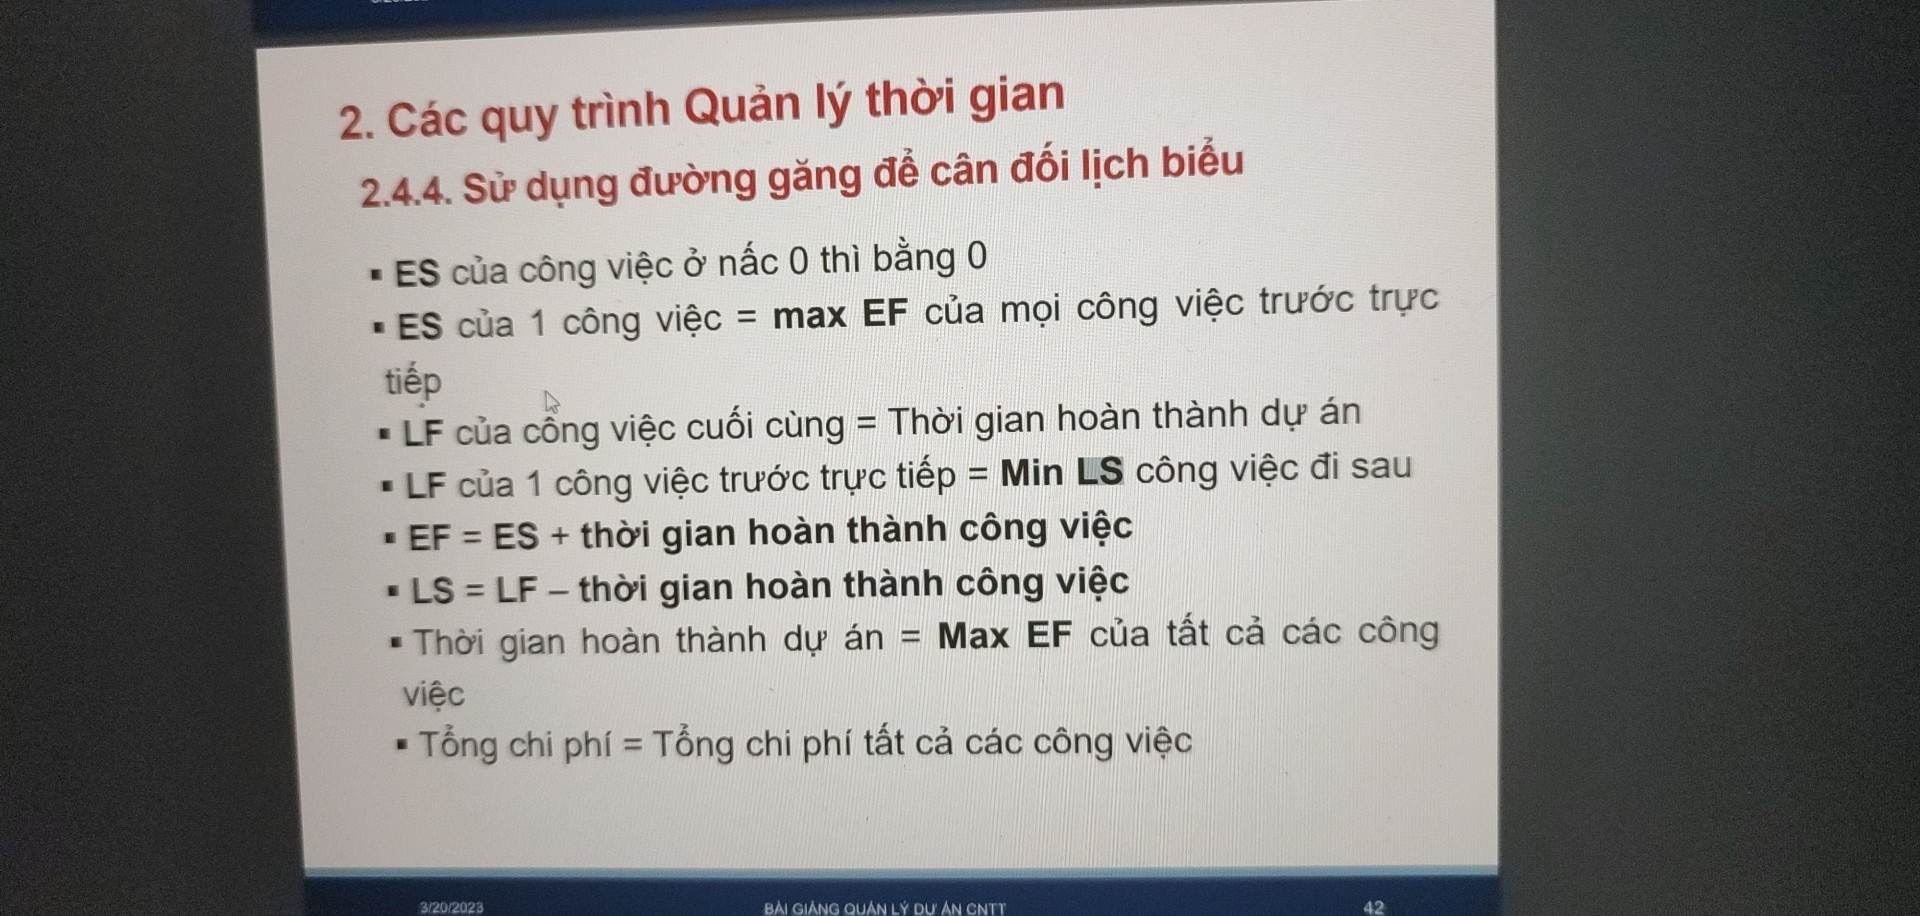 2. Các quy trình Quản lý thời gian
2.4.4. Sử dụng đường găng để cân đối lịch biểu
▪ ES của công việc ở nấc 0 thì bằng 0
▪ ES của 1 công việc = max EF của mọi công việc trước trực
tiếp
▪ LF của công việc cuối cùng = Thời gian hoàn thành dự án
▪ LF của 1 công việc trước trực tiếp = Min LS công việc đi sau
▪ EF = ES + thời gian hoàn thành công việc
▪ LS = LF – thời gian hoàn thành công việc
▪ Thời gian hoàn thành dự án = Max EF của tất cả các công
việc
▪ Tổng chi phí = Tổng chi phí tất cả các công việc
3/20/2023 BÀI GIẢNG QUẢN LÝ DỰ ÁN CNTT 42